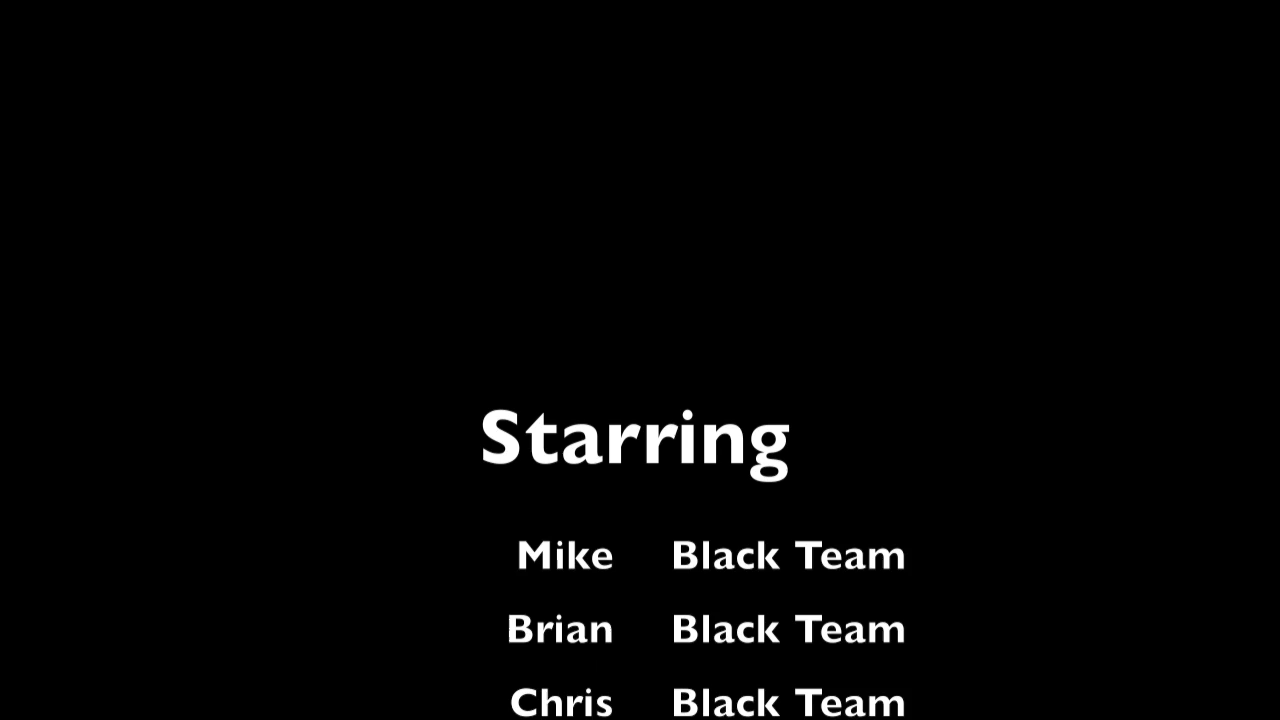 Starring
Mike Black Team
Brian Black Team
Chris Black Team